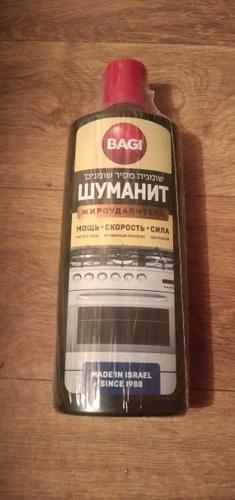 BAGI
שומנית מסיר שומנים
ШУМАНИТ
ЖИРОУДАЛИТЕЛЬ
МОЩЬ • СКОРОСТЬ • СИЛА
MADE IN ISRAEL
SINCE 1988